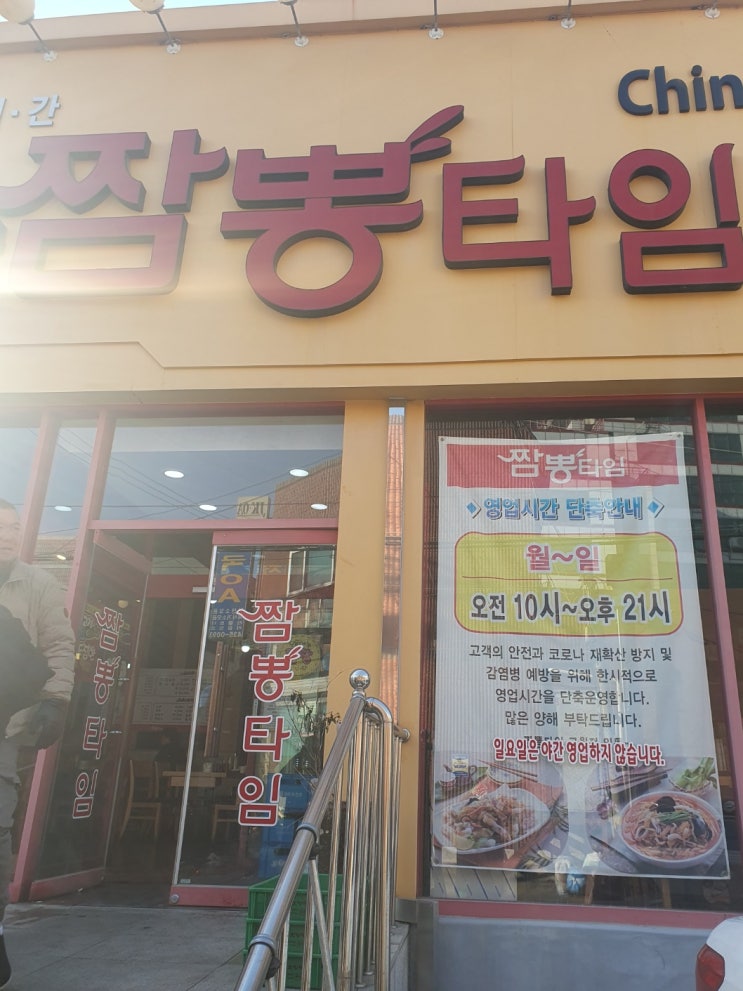 간
Chin
짬뽕타임
짬뽕타임
◆영업시간 단축안내◆
월~일
오전 10시~오후 21시
고객의 안전과 코로나 재확산 방지 및
감염병 예방을 위해 한시적으로
영업시간을 단축운영합니다.
많은 양해 부탁드립니다.
일요일은 야간 영업하지 않습니다.
짬뽕타임
짬뽕타임